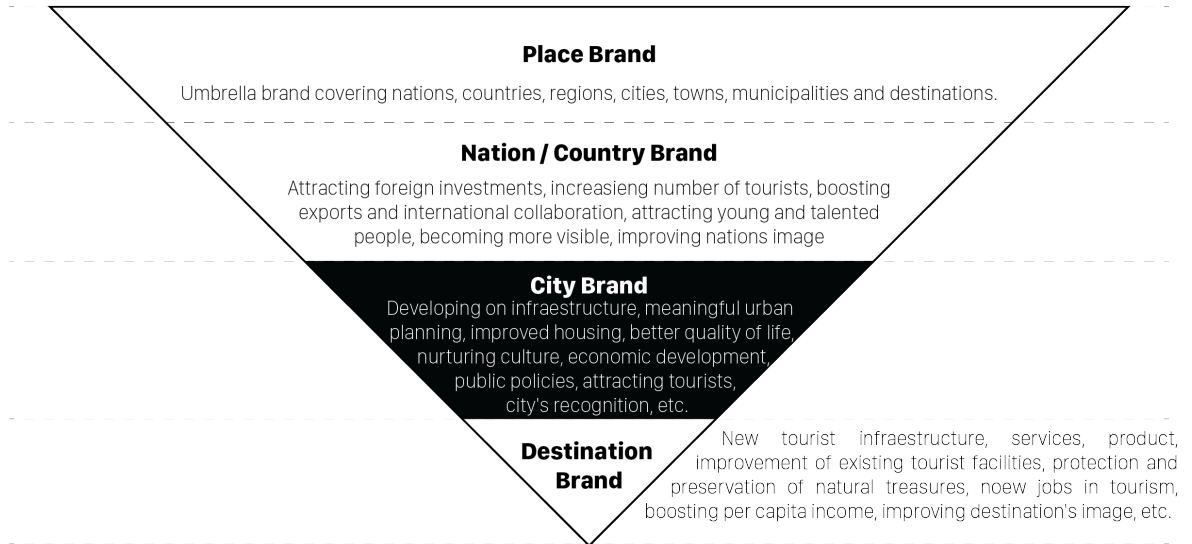 Place Brand
Umbrella brand covering nations, countries, regions, cities, towns, municipalities and destinations.
Nation / Country Brand
Attracting foreign investments, increasieng number of tourists, boosting
exports and international collaboration, attracting young and talented
people, becoming more visible, improving nations image
City Brand
Developing on infraestructure, meaningful urban
planning, improved housing, better quality of life,
nurturing culture, economic development,
public policies, attracting tourists,
city's recognition, etc.
Destination
Brand
New tourist infraestructure, services, product,
improvement of existing tourist facilities, protection and
preservation of natural treasures, noew jobs in tourism,
boosting per capita income, improving destination's image, etc.